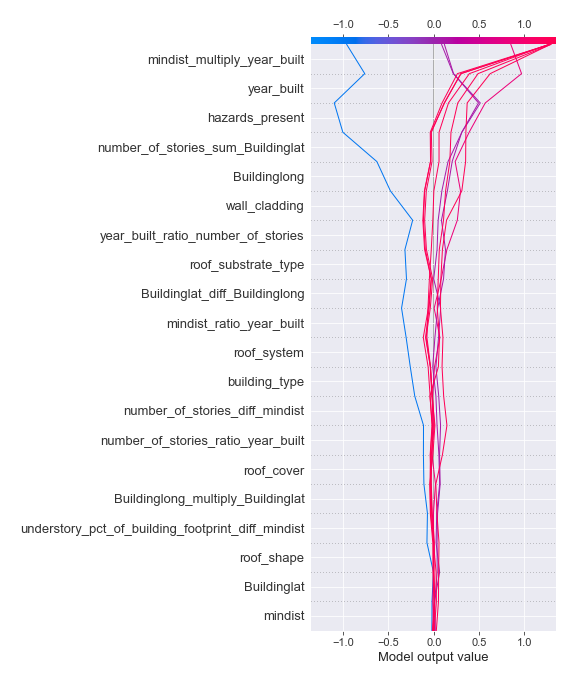 −1.0 −0.5 0.0 0.5 1.0
mindist_multiply_year_built
year_built
hazards_present
number_of_stories_sum_Buildinglat
Buildinglong
wall_cladding
year_built_ratio_number_of_stories
roof_substrate_type
Buildinglat_diff_Buildinglong
mindist_ratio_year_built
roof_system
building_type
number_of_stories_diff_mindist
number_of_stories_ratio_year_built
roof_cover
Buildinglong_multiply_Buildinglat
understory_pct_of_building_footprint_diff_mindist
roof_shape
Buildinglat
mindist
−1.0 −0.5 0.0 0.5 1.0
Model output value